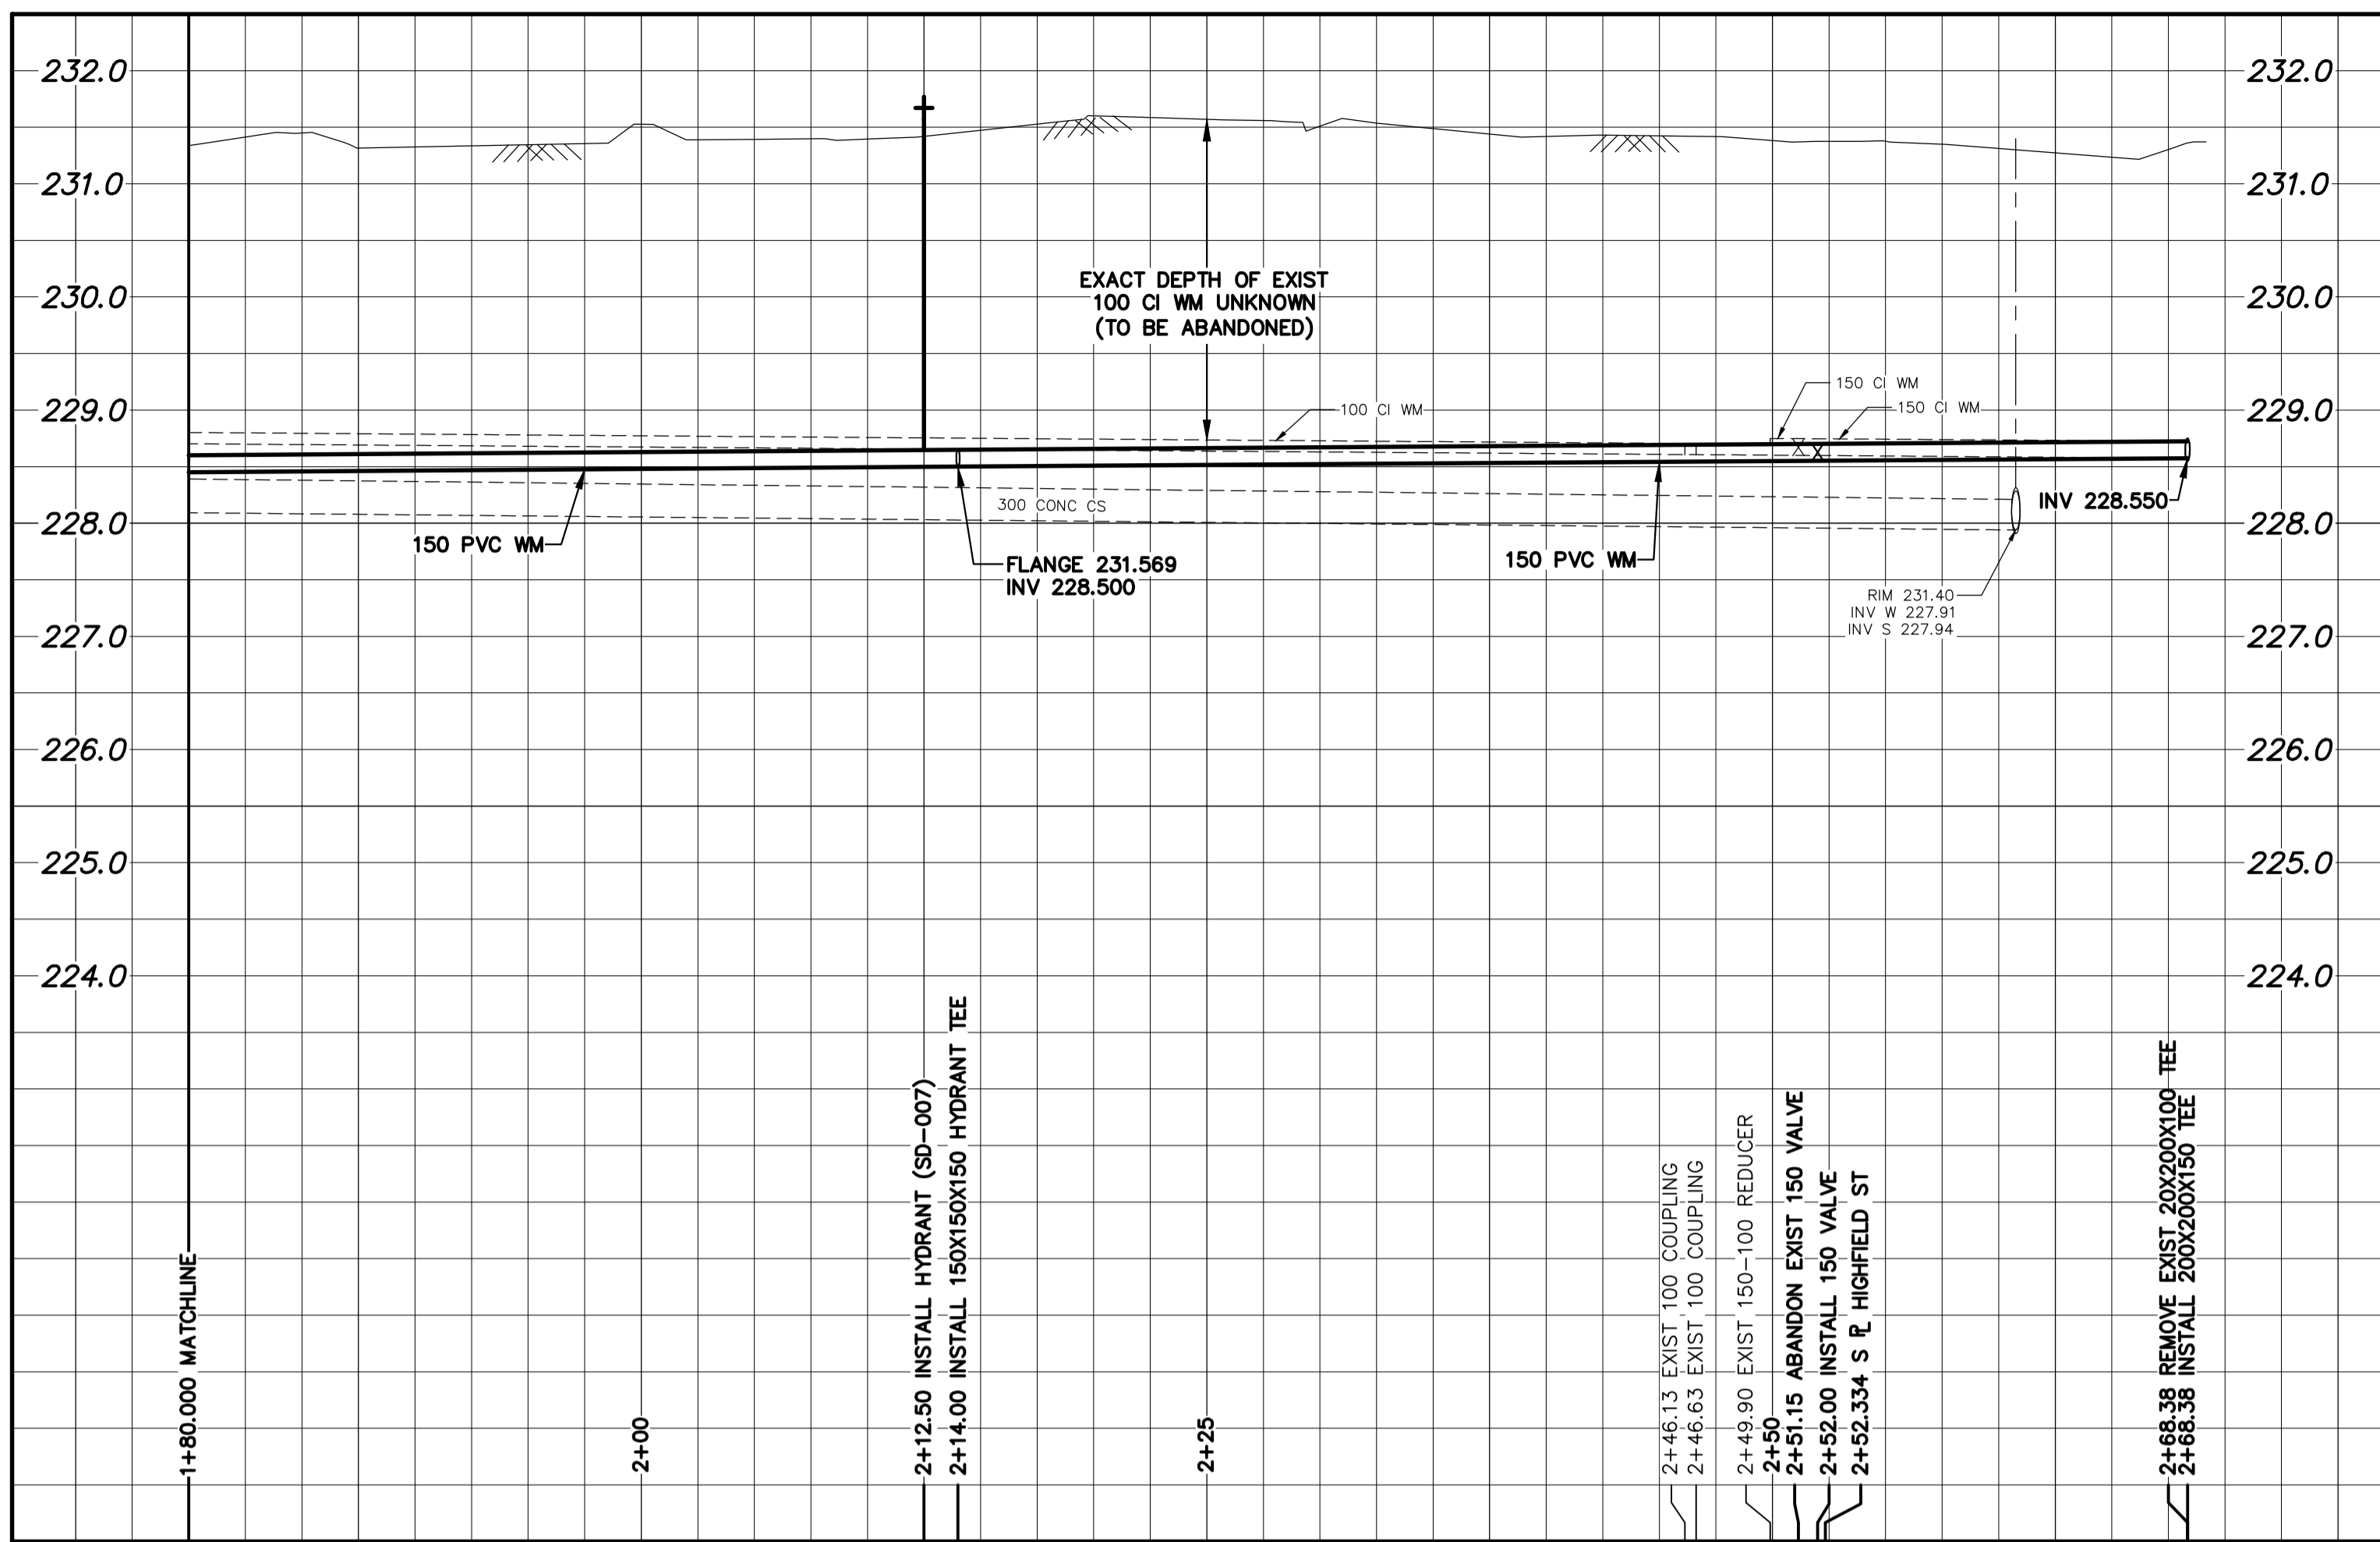 232.0 232.0
231.0 231.0
EXACT DEPTH OF EXIST
100 CI WM UNKNOWN
(TO BE ABANDONED)
230.0 230.0
150 CI WM
229.0 100 CI WM 150 CI WM 229.0
300 CONC CS
INV 228.550
228.0 228.0
150 PVC WM
FLANGE 231.569
INV 228.500
150 PVC WM
RIM 231.40
INV W 227.91
INV S 227.94
227.0 227.0
226.0 226.0
225.0 225.0
224.0 224.0
1+80.000 MATCHLINE
2+00
2+12.50 INSTALL HYDRANT (SD-007)
2+14.00 INSTALL 150X150X150 HYDRANT TEE
2+25
2+46.13 EXIST 100 COUPLING
2+46.63 EXIST 100 COUPLING
2+49.90 EXIST 150-100 REDUCER
2+50
2+51.15 ABANDON EXIST 150 VALVE
2+52.00 INSTALL 150 VALVE
2+52.334 S PL HIGHFIELD ST
2+68.38 REMOVE EXIST 20X200X100 TEE
2+68.38 INSTALL 200X200X150 TEE